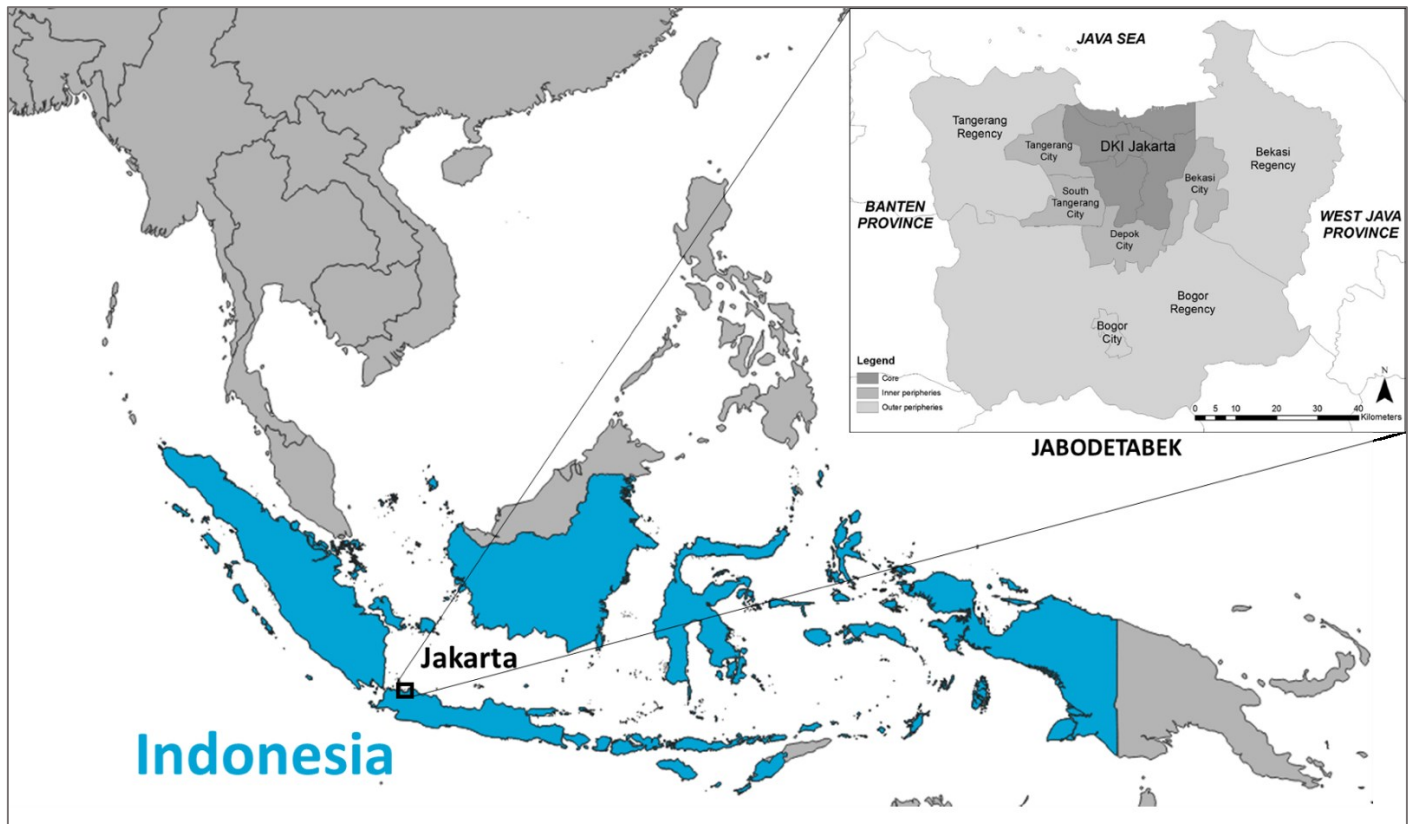 JAVA SEA
Tangerang
Regency
Tangerang
City
DKI Jakarta
Bekasi
Regency
Bekasi
City
South
Tangerang
City
BANTEN
PROVINCE
WEST JAVA
PROVINCE
Depok
City
Bogor
Regency
Bogor
City
Legend
Core
Inner peripheries
Outer peripheries
N
0 5 10 20 30 40
Kilometers
JABODETABEK
Jakarta
Indonesia
1